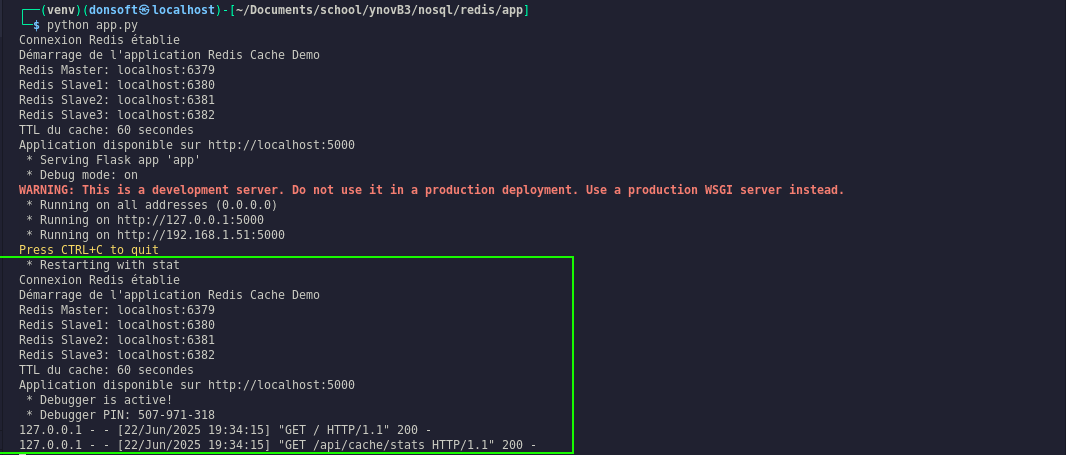 ┌──(venv)(donsoft㉿localhost)-[~/Documents/school/ynovB3/nosql/redis/app]
└─$ python app.py
Connexion Redis établie
Démarrage de l'application Redis Cache Demo
Redis Master: localhost:6379
Redis Slave1: localhost:6380
Redis Slave2: localhost:6381
Redis Slave3: localhost:6382
TTL du cache: 60 secondes
Application disponible sur http://localhost:5000
 * Serving Flask app 'app'
 * Debug mode: on
WARNING: This is a development server. Do not use it in a production deployment. Use a production WSGI server instead.
 * Running on all addresses (0.0.0.0)
 * Running on http://127.0.0.1:5000
 * Running on http://192.168.1.51:5000
Press CTRL+C to quit
 * Restarting with stat
Connexion Redis établie
Démarrage de l'application Redis Cache Demo
Redis Master: localhost:6379
Redis Slave1: localhost:6380
Redis Slave2: localhost:6381
Redis Slave3: localhost:6382
TTL du cache: 60 secondes
Application disponible sur http://localhost:5000
 * Debugger is active!
 * Debugger PIN: 507-971-318
127.0.0.1 - - [22/Jun/2025 19:34:15] "GET / HTTP/1.1" 200 -
127.0.0.1 - - [22/Jun/2025 19:34:15] "GET /api/cache/stats HTTP/1.1" 200 -